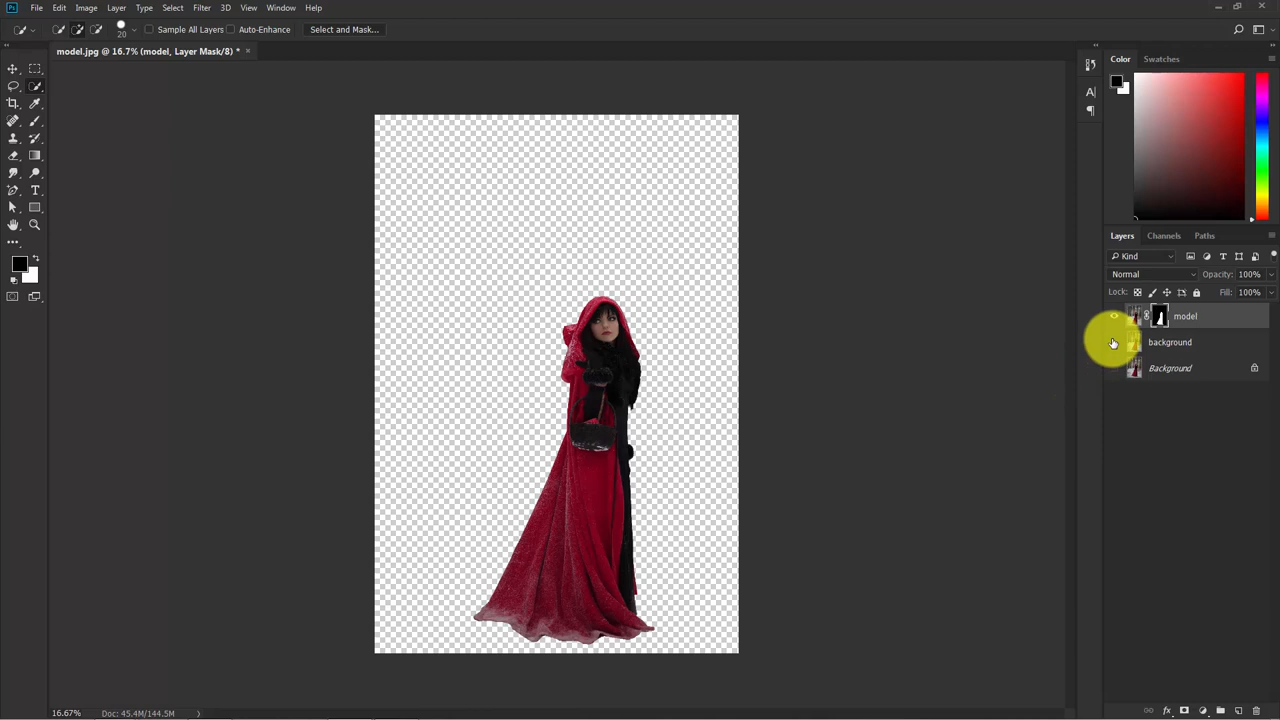 Ps File Edit Image Layer Type Select Filter 3D View Window Help
20 Sample All Layers Auto-Enhance Select and Mask...
model.jpg @ 16.7% (model, Layer Mask/8) * ×
Color Swatches
Layers Channels Paths
Kind
Normal Opacity: 100%
Lock: Fill: 100%
model
background
Background
16.67% Doc: 45.4M/144.5M